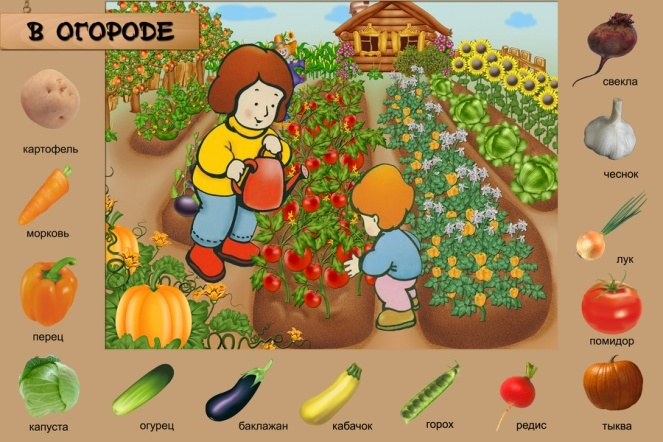 В ОГОРОДЕ
картофель
морковь
перец
капуста
огурец
баклажан
кабачок
горох
редис
тыква
помидор
лук
чеснок
свекла